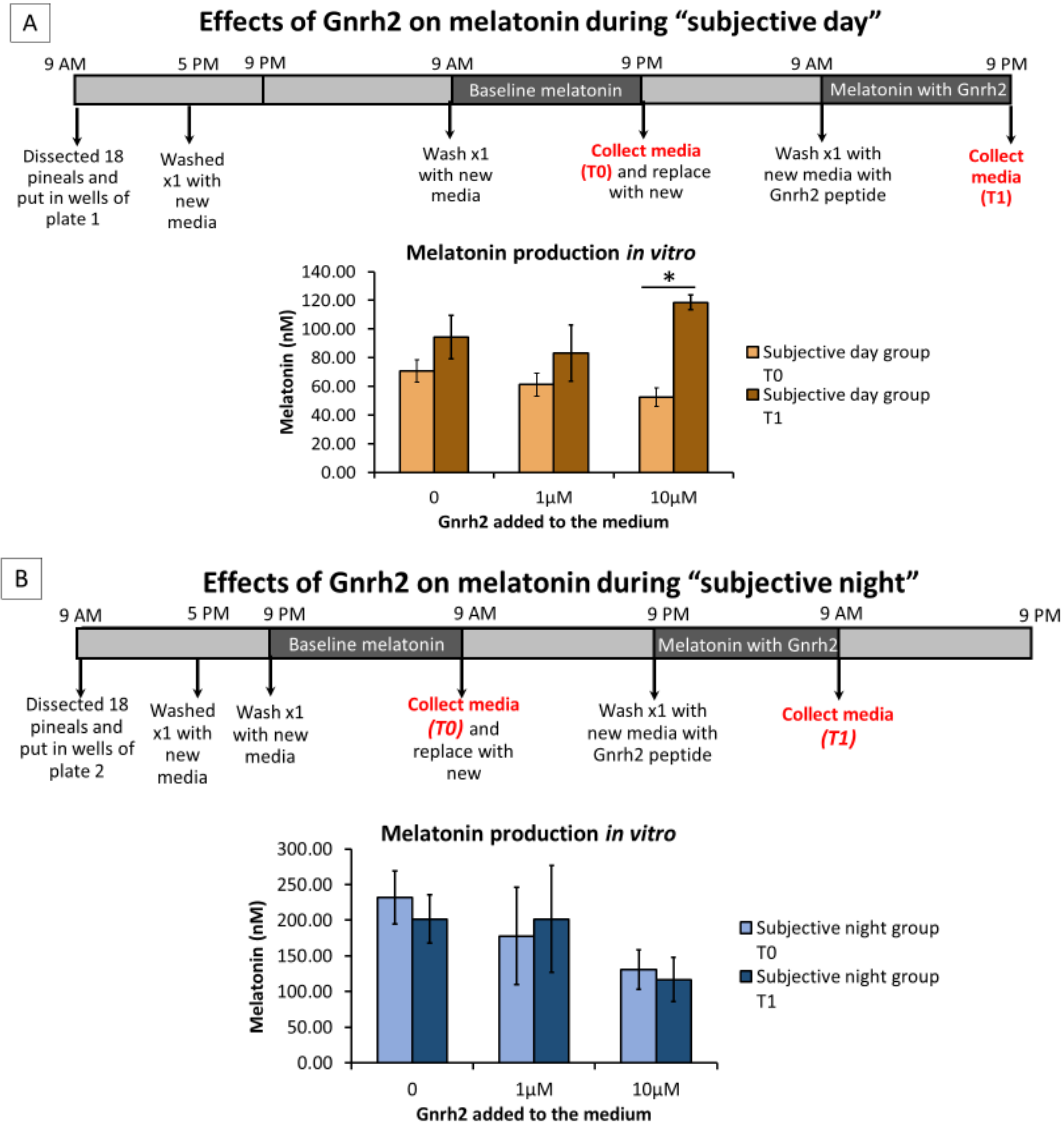 A
Effects of Gnrh2 on melatonin during “subjective day”
9 AM 5 PM 9 PM 9 AM 9 PM 9 AM 9 PM
Baseline melatonin
Melatonin with Gnrh2
Dissected 18
pineals and
put in wells of
plate 1
Washed
x1 with
new
media
Wash x1
with new
media
Collect media
(T0) and replace
with new
Wash x1 with
new media with
Gnrh2 peptide
Collect
media
(T1)
Melatonin production in vitro
Melatonin (nM)
140.00
120.00
100.00
80.00
60.00
40.00
20.00
0.00
*
0 1µM 10µM
Gnrh2 added to the medium
Subjective day group
T0
Subjective day group
T1
B
Effects of Gnrh2 on melatonin during “subjective night”
9 AM 5 PM 9 PM 9 AM 9 PM 9 AM 9 PM
Baseline melatonin
Melatonin with Gnrh2
Dissected 18
pineals and
put in wells of
plate 2
Washed
x1 with
new
media
Wash x1
with new
media
Collect media
(T0) and
replace with
new
Wash x1 with
new media with
Gnrh2 peptide
Collect media
(T1)
Melatonin production in vitro
Melatonin (nM)
300.00
250.00
200.00
150.00
100.00
50.00
0.00
0 1µM 10µM
Gnrh2 added to the medium
Subjective night group
T0
Subjective night group
T1